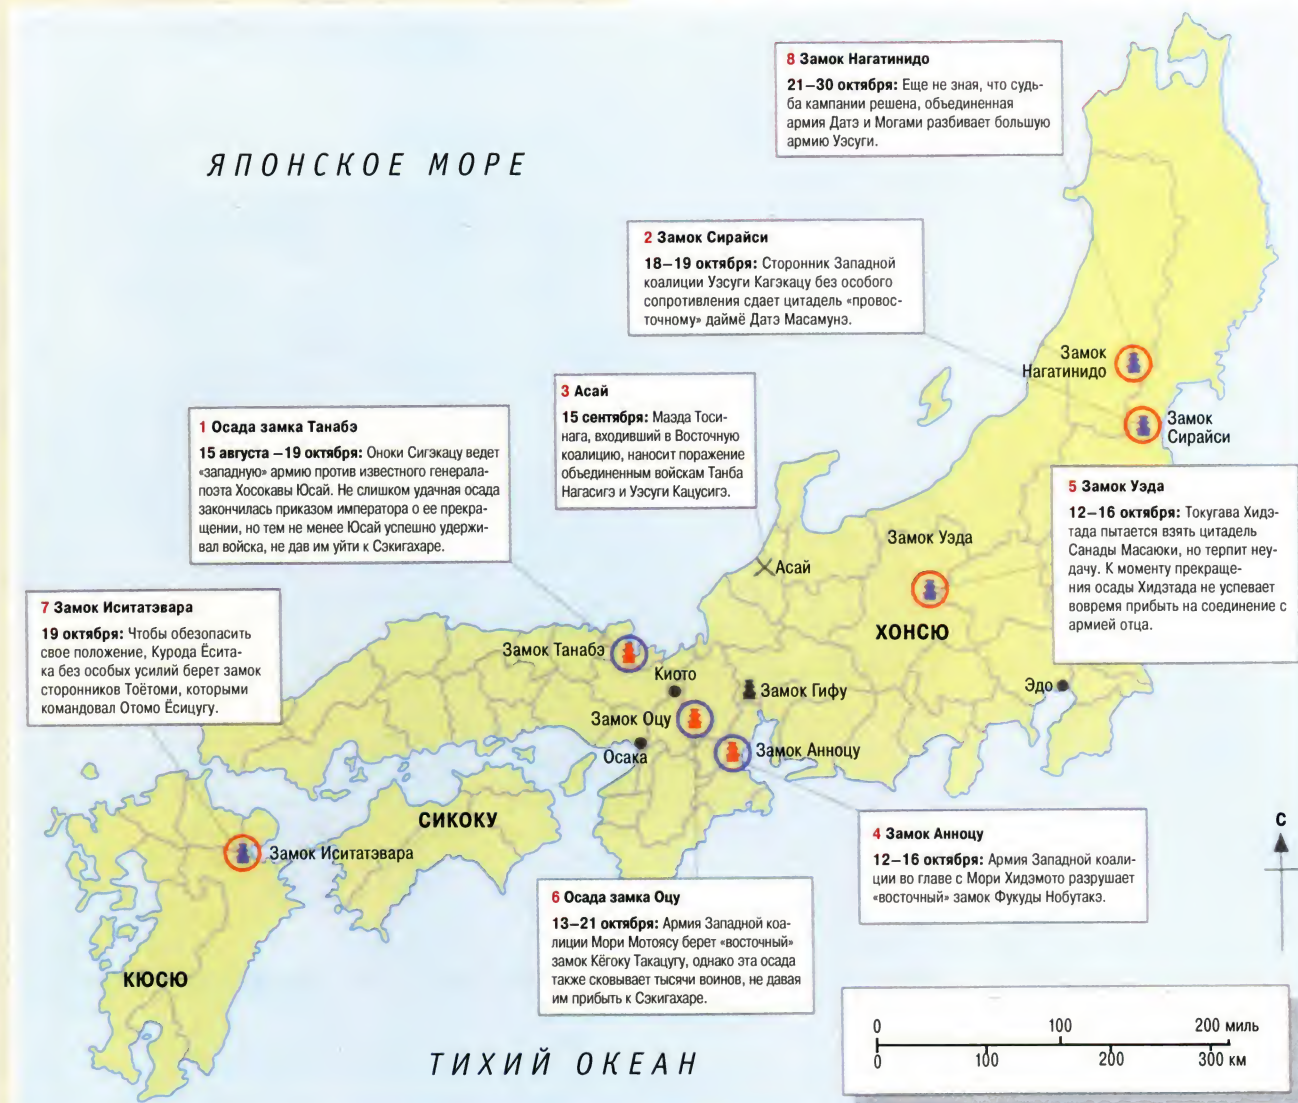 8 Замок Нагатинидо
21–30 октября: Еще не зная, что судь-
ба кампании решена, объединенная
армия Датэ и Могами разбивает большую
армию Уэсуги.
ЯПОНСКОЕ МОРЕ
2 Замок Сирайси
18–19 октября: Сторонник Западной
коалиции Уэсуги Кагэкацу без особого
сопротивления сдает цитадель «провос-
точному» даймё Датэ Масамунэ.
Замок
Нагатинидо
3 Асай
15 сентября: Маэда Тоси-
нага, входивший в Восточную
коалицию, наносит поражение
объединенным войскам Танба
Нагасигэ и Уэсуги Кацусигэ.
Замок
Сирайси
1 Осада замка Танабэ
15 августа –19 октября: Оноки Сигэкацу ведет
«западную» армию против известного генерала-
поэта Хосокавы Юсай. Не слишком удачная осада
закончилась приказом императора о ее прекра-
щении, но тем не менее Юсай успешно удержи-
вал войска, не дав им уйти к Сэкигахаре.
5 Замок Уэда
12–16 октября: Токугава Хидэ-
тада пытается взять цитадель
Санады Масаюки, но терпит неу-
дачу. К моменту прекраще-
ния осады Хидэтада не успевает
вовремя прибыть на соединение с
армией отца.
Замок Уэда
Асай
7 Замок Иситатэвара
19 октября: Чтобы обезопасить
свое положение, Курода Ёсита-
ка без особых усилий берет замок
сторонников Тоётоми, которыми
командовал Отомо Ёсицугу.
ХОНСЮ
Замок Танабэ
Киото
Замок Гифу
Эдо
Замок Оцу
Осака
Замок Анноцу
СИКОКУ
Замок Иситатэвара
4 Замок Анноцу
12–16 октября: Армия Западной коали-
ции во главе с Мори Хидэмото разрушает
«восточный» замок Фукуды Нобутакэ.
С
6 Осада замка Оцу
13–21 октября: Армия Западной коа-
лиции Мори Мотоясу берет «восточный»
замок Кёгоку Такацугу, однако эта осада
также сковывает тысячи воинов, не давая
им прибыть к Сэкигахаре.
КЮСЮ
ТИХИЙ ОКЕАН
0 100 200 миль
0 100 200 300 км